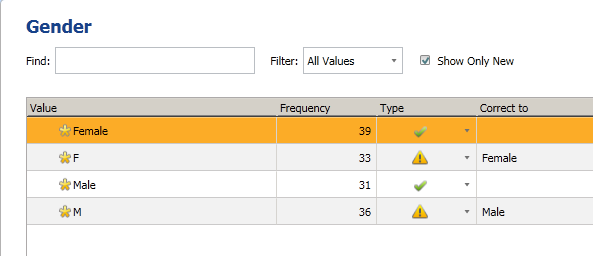 Gender
Find: Filter: All Values Show Only New
Value Frequency Type Correct to
Female 39
F 33 Female
Male 31
M 36 Male